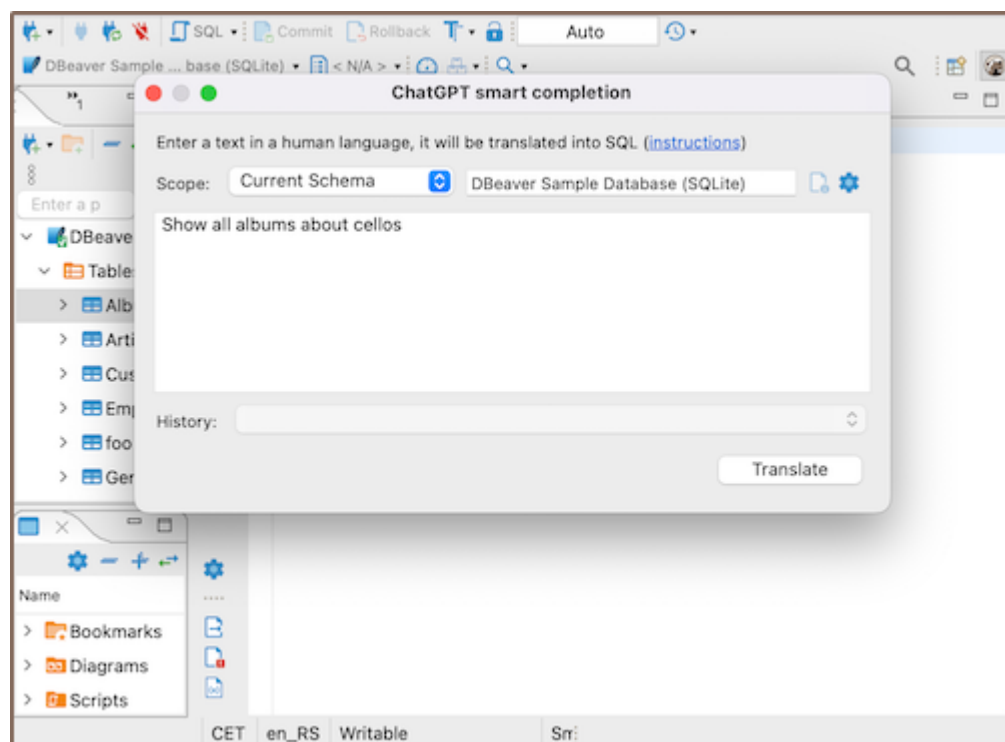 SQL Commit Rollback Auto
DBeaver Sample ... base (SQLite) < N/A >
ChatGPT smart completion
Enter a text in a human language, it will be translated into SQL (instructions)
Scope: Current Schema DBeaver Sample Database (SQLite)
Enter a p
Show all albums about cellos
DBeave
Table
Alb
Arti
Cus
Emp
foo
Ger
History:
Translate
Name
Bookmarks
Diagrams
Scripts
CET en_RS Writable